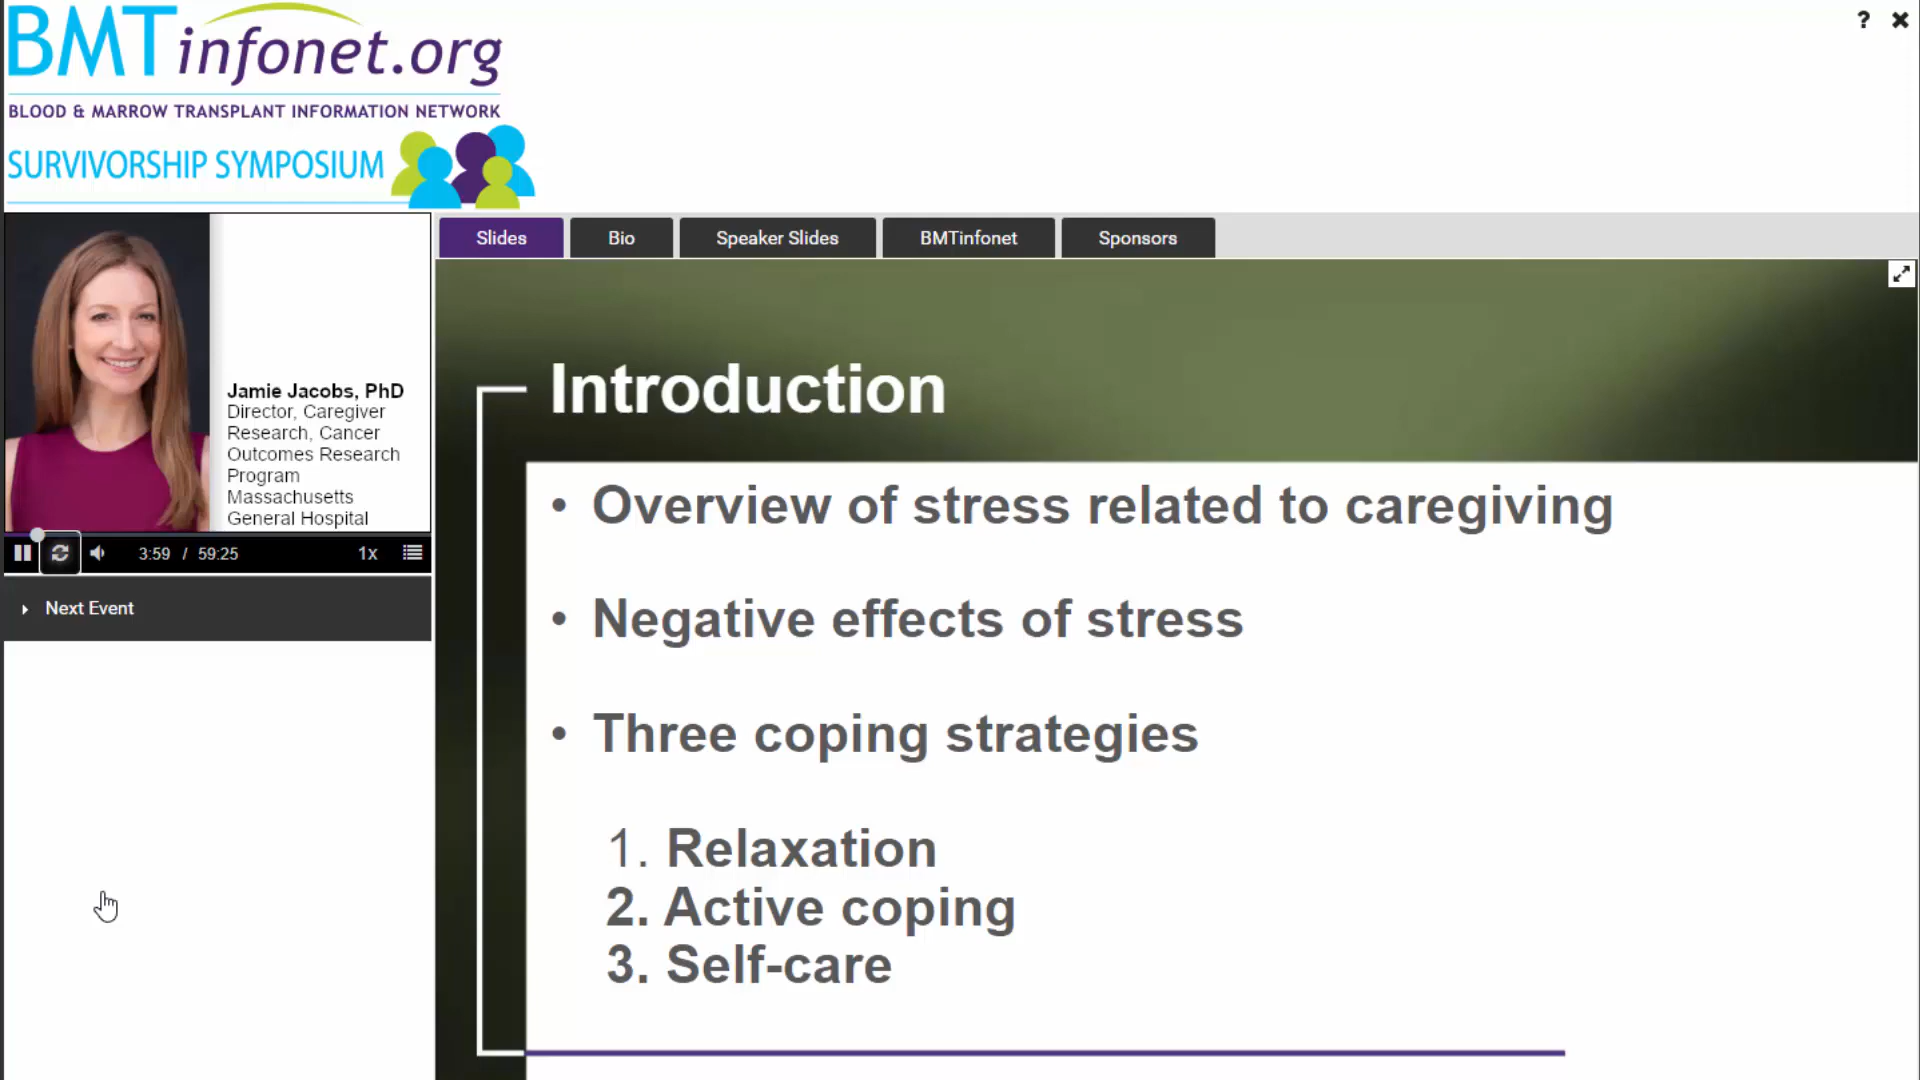 BMTinfonet.org
BLOOD & MARROW TRANSPLANT INFORMATION NETWORK
SURVIVORSHIP SYMPOSIUM
?
Jamie Jacobs, PhD
Director, Caregiver
Research, Cancer
Outcomes Research
Program
Massachusetts
General Hospital
3:59 / 59:25 1x
Next Event
Slides Bio Speaker Slides BMTinfonet Sponsors
Introduction
• Overview of stress related to caregiving
• Negative effects of stress
• Three coping strategies
1. Relaxation
2. Active coping
3. Self-care